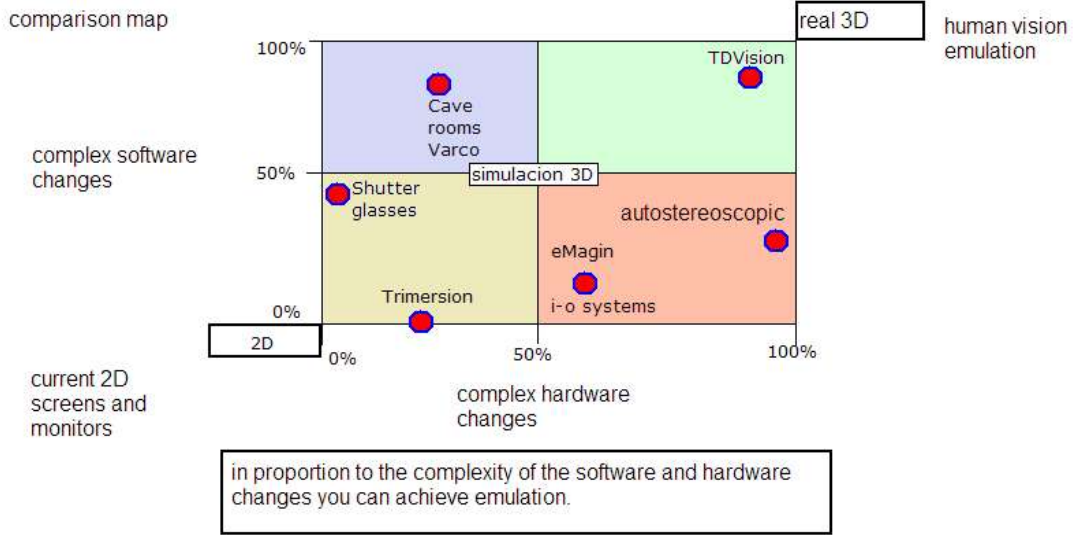 comparison map
real 3D
human vision
emulation
100%
TDVision
Cave
rooms
Varco
complex software
changes
50%
simulacion 3D
Shutter
glasses
autostereoscopic
eMagin
i-o systems
Trimersion
0%
2D
0%
50%
100%
current 2D
screens and
monitors
complex hardware
changes
in proportion to the complexity of the software and hardware
changes you can achieve emulation.